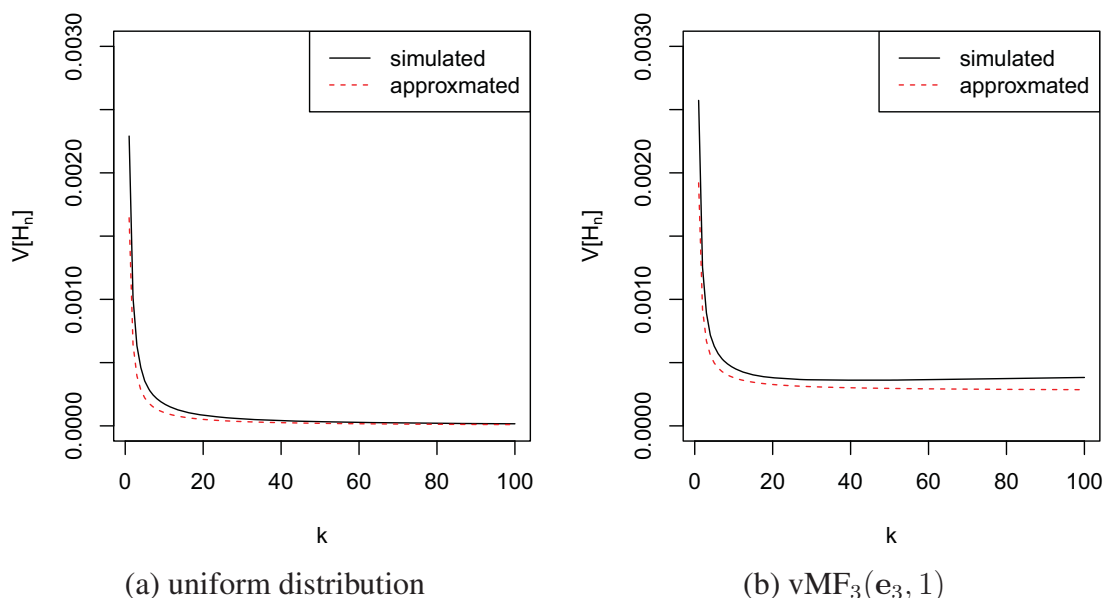 0.0030
0.0020
0.0010
0.0000
V[Hn]
simulated
approxmated
0 20 40 60 80 100
k
(a) uniform distribution
0.0030
0.0020
0.0010
0.0000
V[Hn]
simulated
approxmated
0 20 40 60 80 100
k
(b) vMF3(e3, 1)